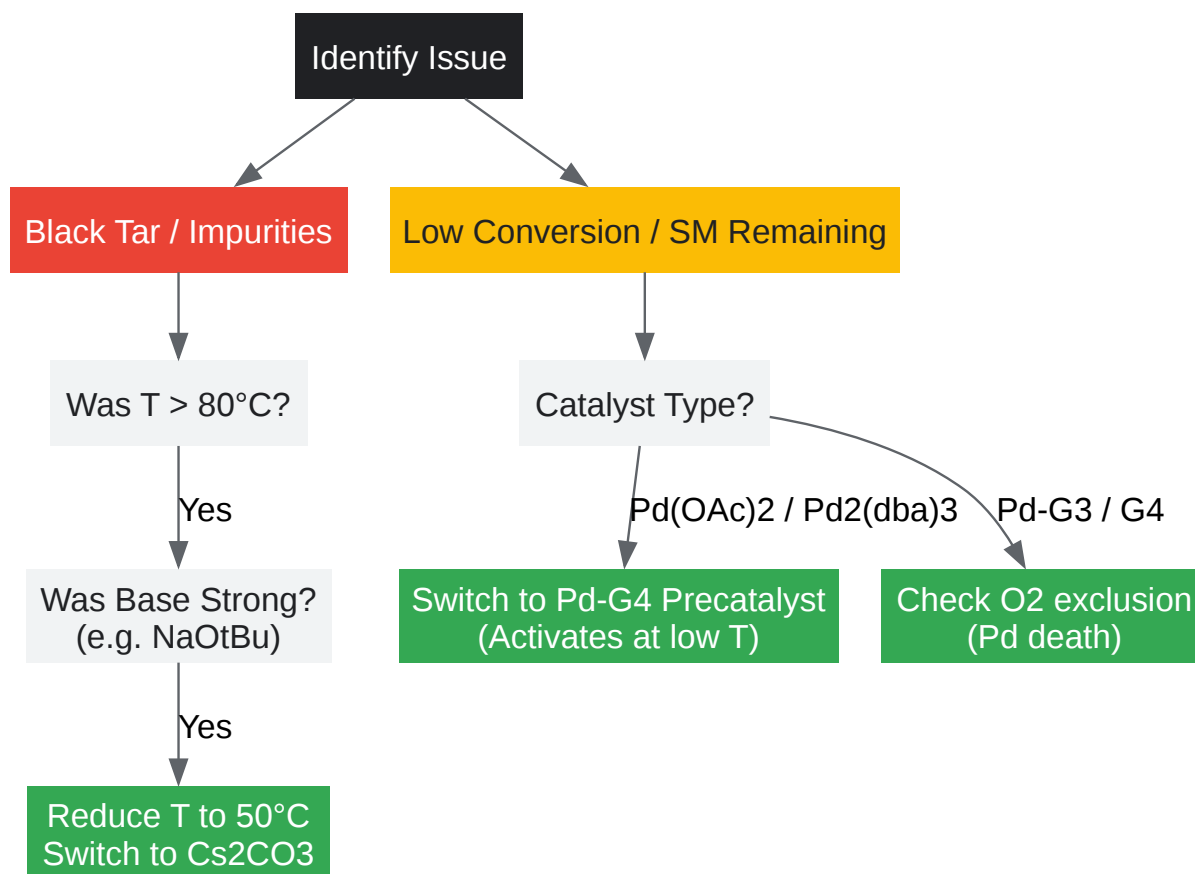 Identify Issue
Black Tar / Impurities
Low Conversion / SM Remaining
Was T > 80°C?
Catalyst Type?
Yes
Pd(OAc)2 / Pd2(dba)3
Pd-G3 / G4
Was Base Strong?
(e.g. NaOtBu)
Switch to Pd-G4 Precatalyst
(Activates at low T)
Check O2 exclusion
(Pd death)
Yes
Reduce T to 50°C
Switch to Cs2CO3